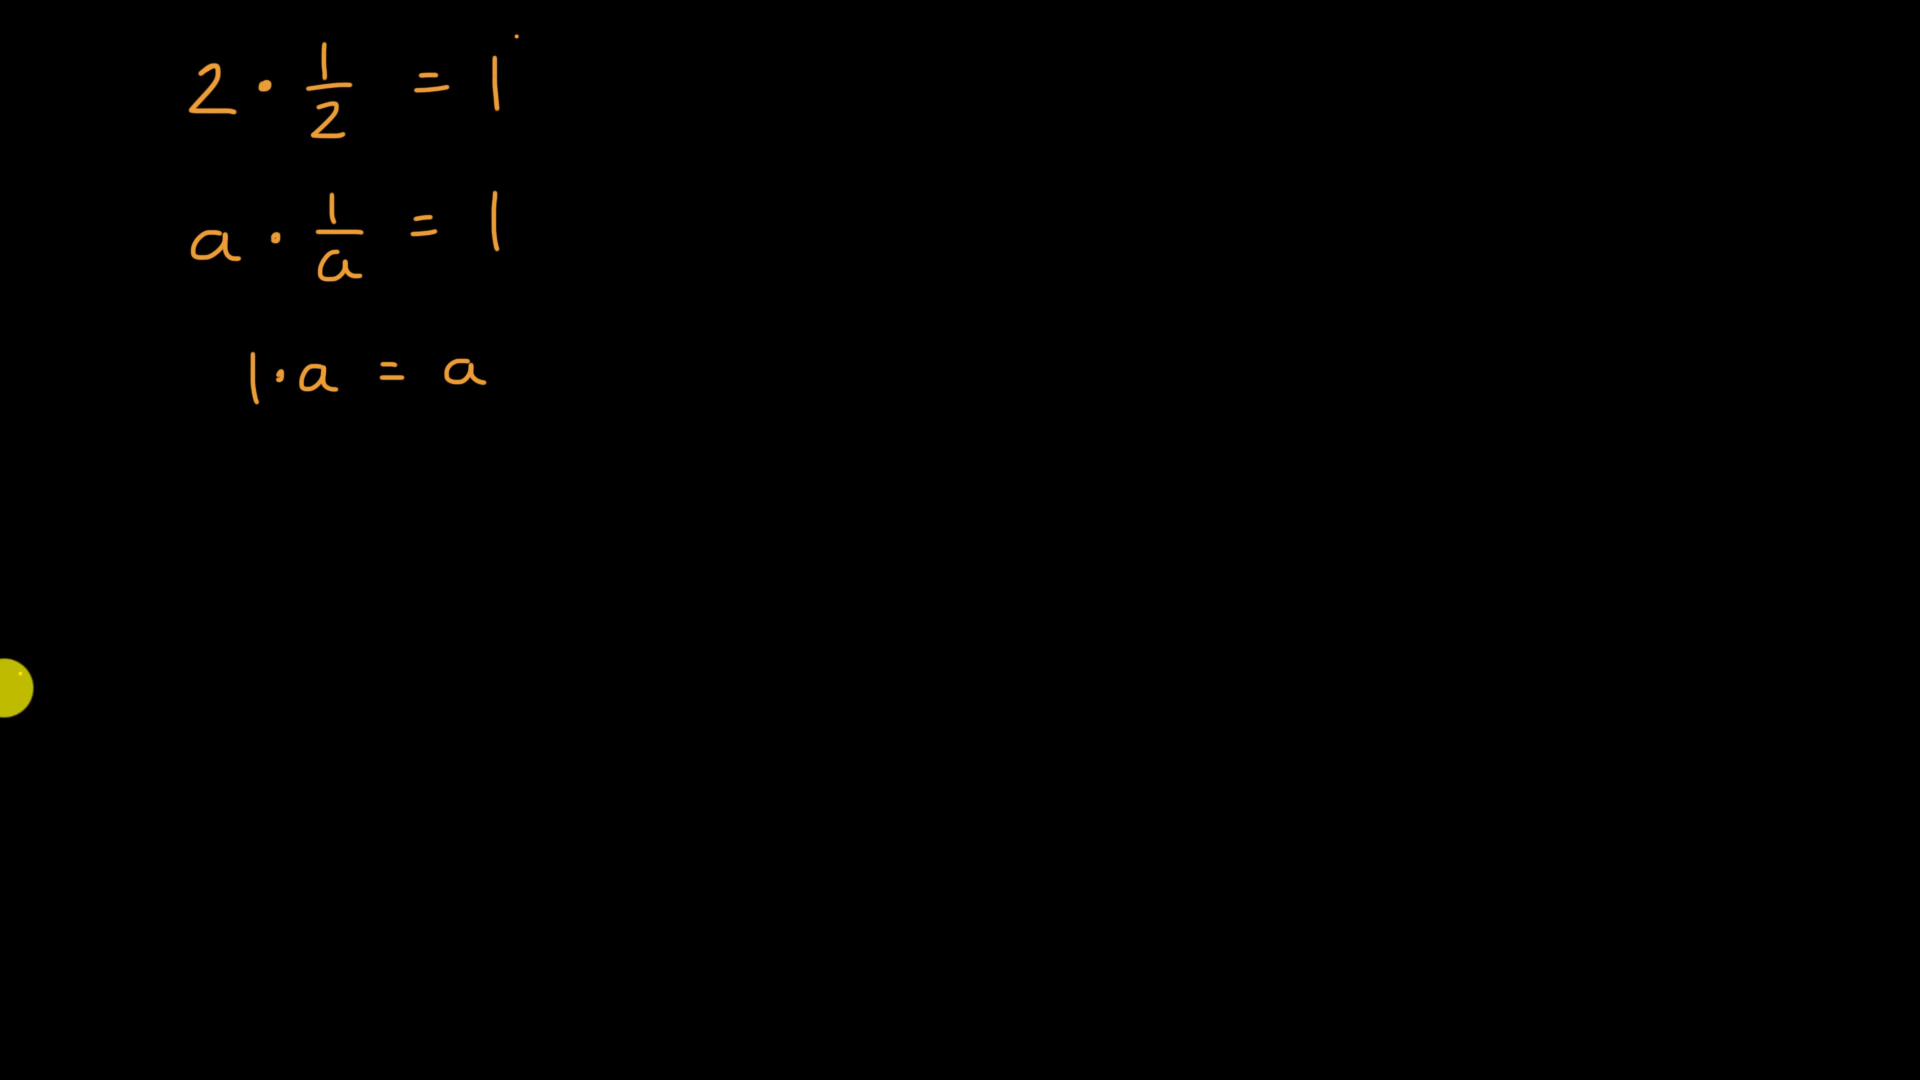 2 · 1/2 = 1
a · 1/a = 1
1 · a = a